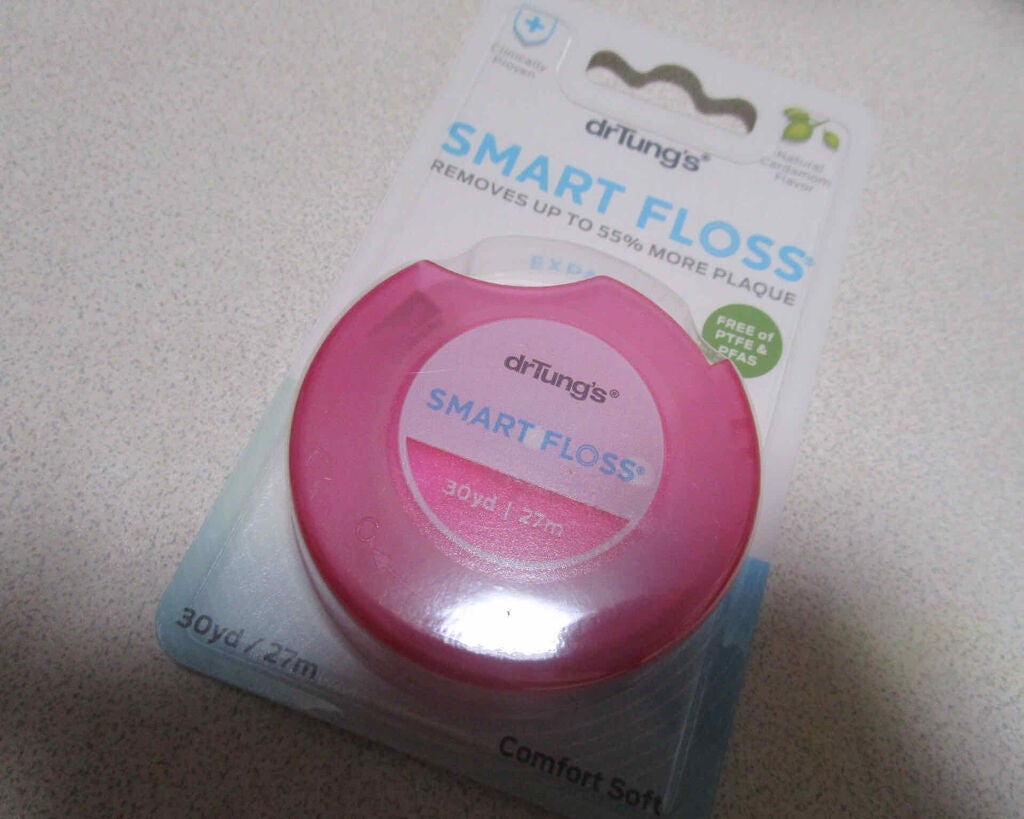 Clinically
Proven
drTung's®
Natural
Cardamom
Flavor
SMART FLOSS®
REMOVES UP TO 55% MORE PLAQUE
FREE of
PTFE &
PFAS
drTung's®
SMART FLOSS®
30yd | 27m
30yd / 27m
Comfort Soft